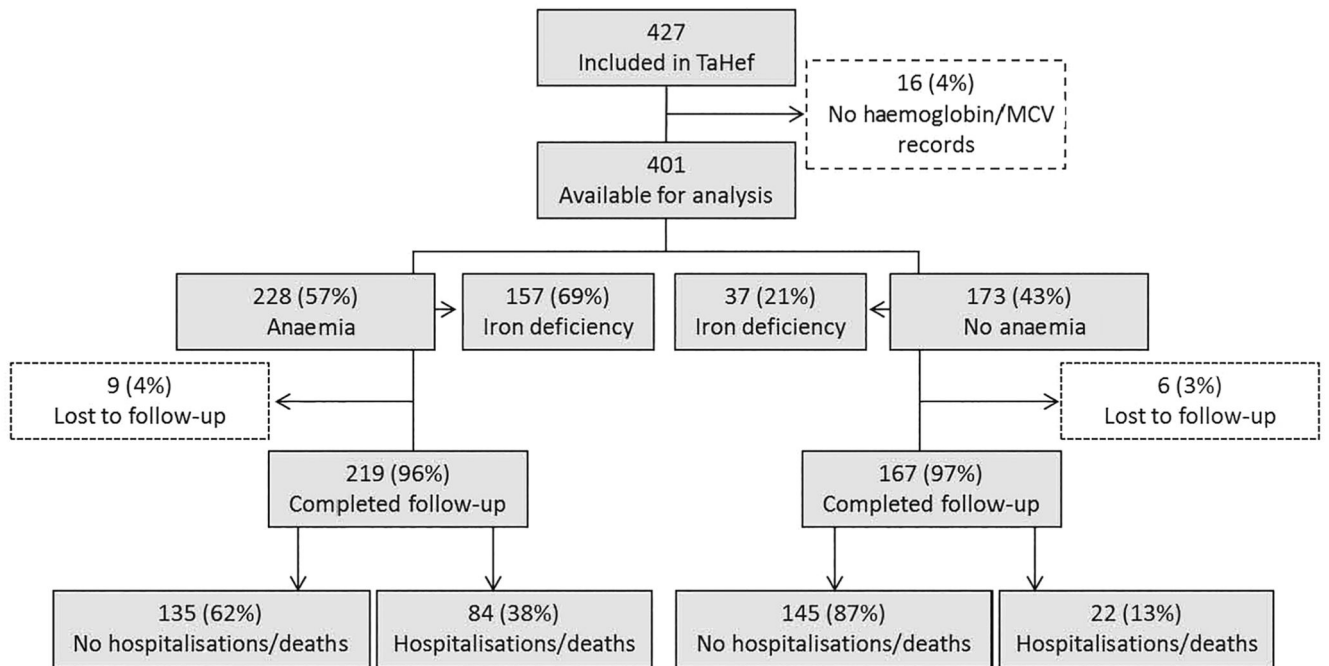 427
Included in TaHef
16 (4%)
No haemoglobin/MCV
records
401
Available for analysis
228 (57%)
Anaemia
157 (69%)
Iron deficiency
37 (21%)
Iron deficiency
173 (43%)
No anaemia
9 (4%)
Lost to follow-up
6 (3%)
Lost to follow-up
219 (96%)
Completed follow-up
167 (97%)
Completed follow-up
135 (62%)
No hospitalisations/deaths
84 (38%)
Hospitalisations/deaths
145 (87%)
No hospitalisations/deaths
22 (13%)
Hospitalisations/deaths